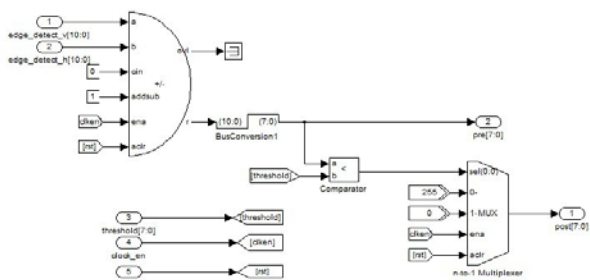 1
edge_detect_v[10:0]
2
edge_detect_h[10:0]
0
1
clken
[rst]
a
b
cin
addsub
ena
aclr
+/-
ovl
r
(10:0) (7:0)
BusConversion1
2
pre[7:0]
[threshold]
a
b
<
Comparator
255
0
clken
[rst]
sel(0:0)
0-
1-MUX
ena
aclr
n-to-1 Multiplexer
1
post[7:0]
3
threshold[7:0]
[threshold]
4
clock_en
[clken]
5
[rst]